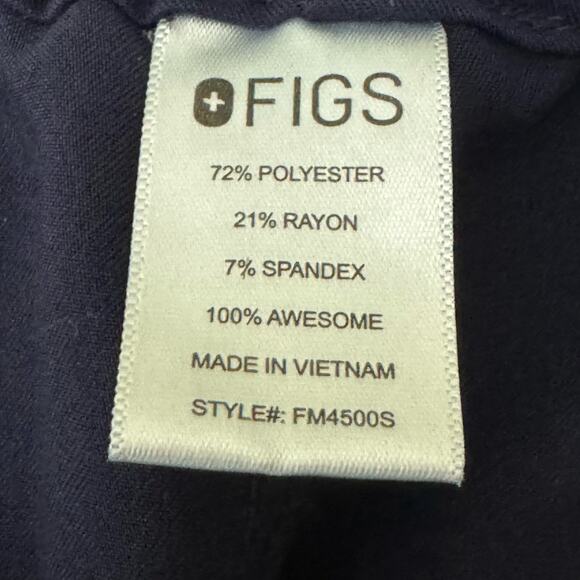 FIGS
72% POLYESTER
21% RAYON
7% SPANDEX
100% AWESOME
MADE IN VIETNAM
STYLE#: FM4500S